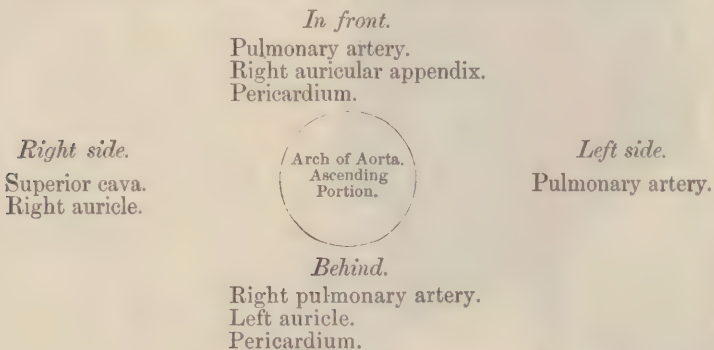 In front.
Pulmonary artery.
Right auricular appendix.
Pericardium.
Right side.
Superior cava.
Right auricle.
Arch of Aorta.
Ascending
Portion.
Left side.
Pulmonary artery.
Behind.
Right pulmonary artery.
Left auricle.
Pericardium.